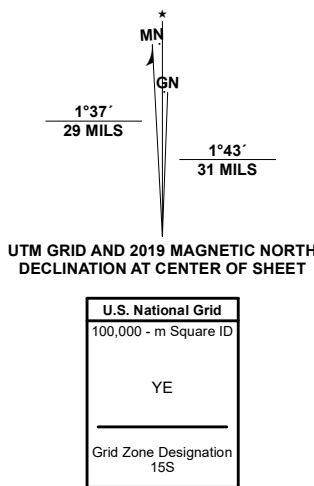 ★
MN
GN
1°37´
29 MILS
1°43´
31 MILS
UTM GRID AND 2019 MAGNETIC NORTH
DECLINATION AT CENTER OF SHEET
U.S. National Grid
100,000 - m Square ID
YE
Grid Zone Designation
15S